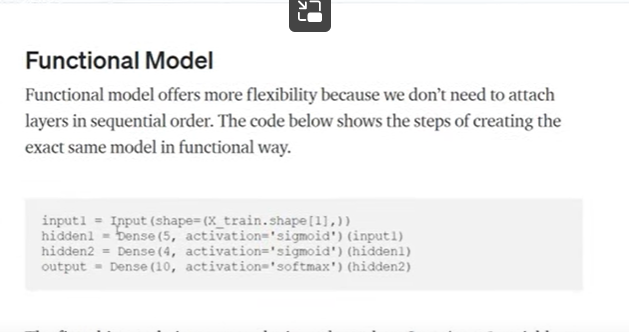 Functional Model
Functional model offers more flexibility because we don't need to attach
layers in sequential order. The code below shows the steps of creating the
exact same model in functional way.
input1 = Input(shape=(X_train.shape[1],))
hidden1 = Dense(5, activation='sigmoid')(input1)
hidden2 = Dense(4, activation='sigmoid')(hidden1)
output = Dense(10, activation='softmax')(hidden2)